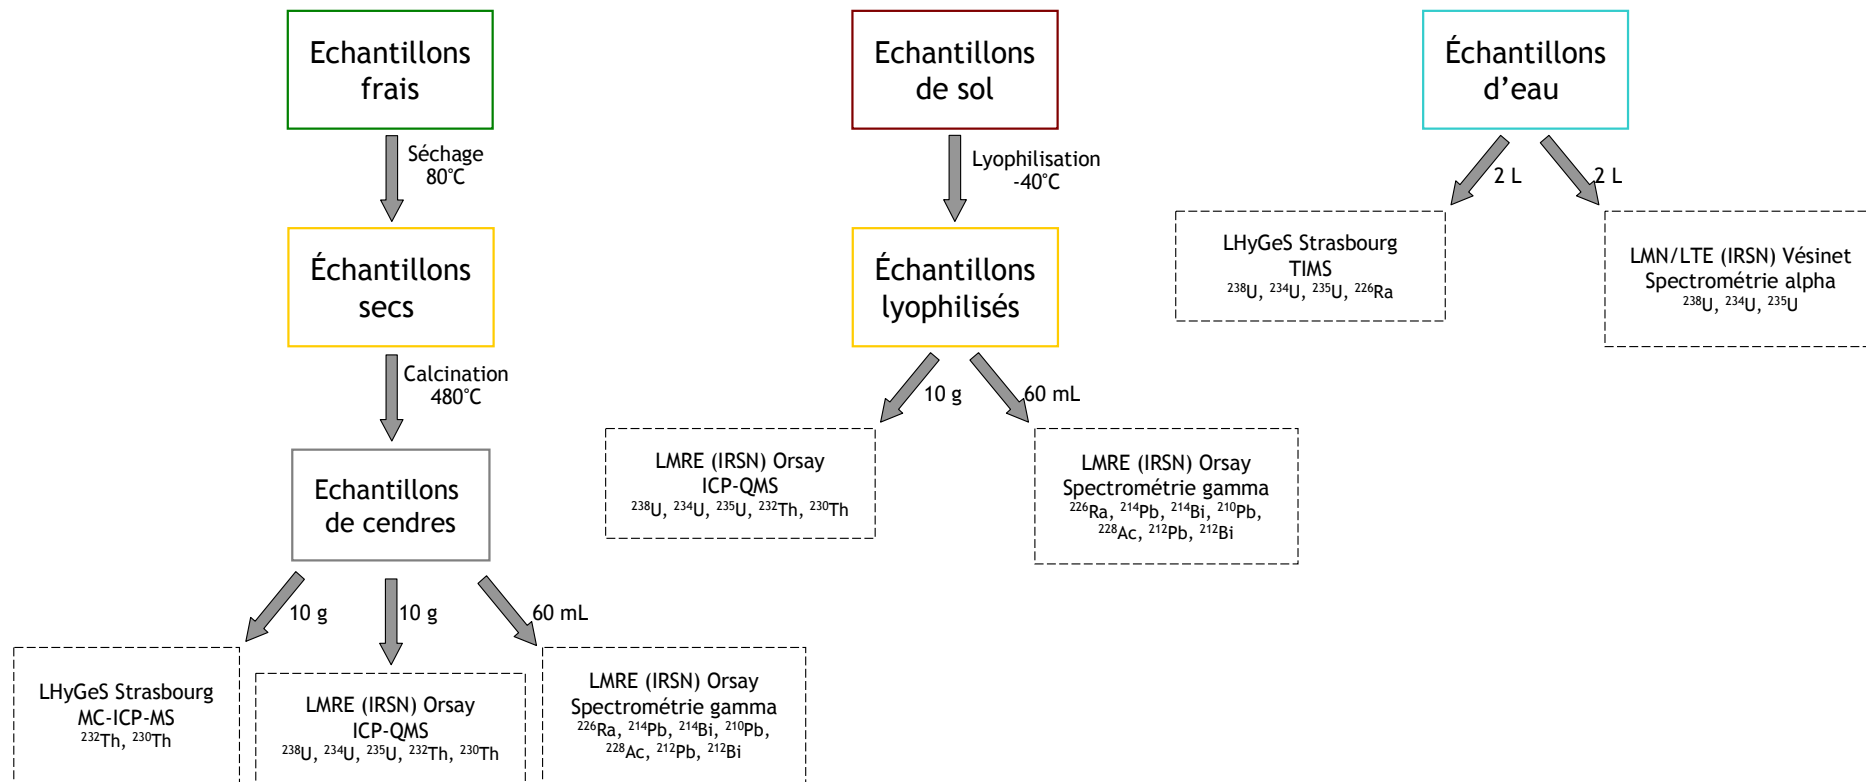 Echantillons
frais
Séchage
80°C
Échantillons
secs
Calcination
480°C
Echantillons
de cendres
10 g
10 g
60 mL
LHyGeS Strasbourg
MC-ICP-MS
²³²Th, ²³⁰Th
LMRE (IRSN) Orsay
ICP-QMS
²³⁸U, ²³⁴U, ²³⁵U, ²³²Th, ²³⁰Th
LMRE (IRSN) Orsay
Spectrométrie gamma
²²⁶Ra, ²¹⁴Pb, ²¹⁴Bi, ²¹⁰Pb,
²²⁸Ac, ²¹²Pb, ²¹²Bi
Echantillons
de sol
Lyophilisation
-40°C
Échantillons
lyophilisés
10 g
60 mL
LMRE (IRSN) Orsay
ICP-QMS
²³⁸U, ²³⁴U, ²³⁵U, ²³²Th, ²³⁰Th
LMRE (IRSN) Orsay
Spectrométrie gamma
²²⁶Ra, ²¹⁴Pb, ²¹⁴Bi, ²¹⁰Pb,
²²⁸Ac, ²¹²Pb, ²¹²Bi
Échantillons
d’eau
2 L
2 L
LHyGeS Strasbourg
TIMS
²³⁸U, ²³⁴U, ²³⁵U, ²²⁶Ra
LMN/LTE (IRSN) Vésinet
Spectrométrie alpha
²³⁸U, ²³⁴U, ²³⁵U